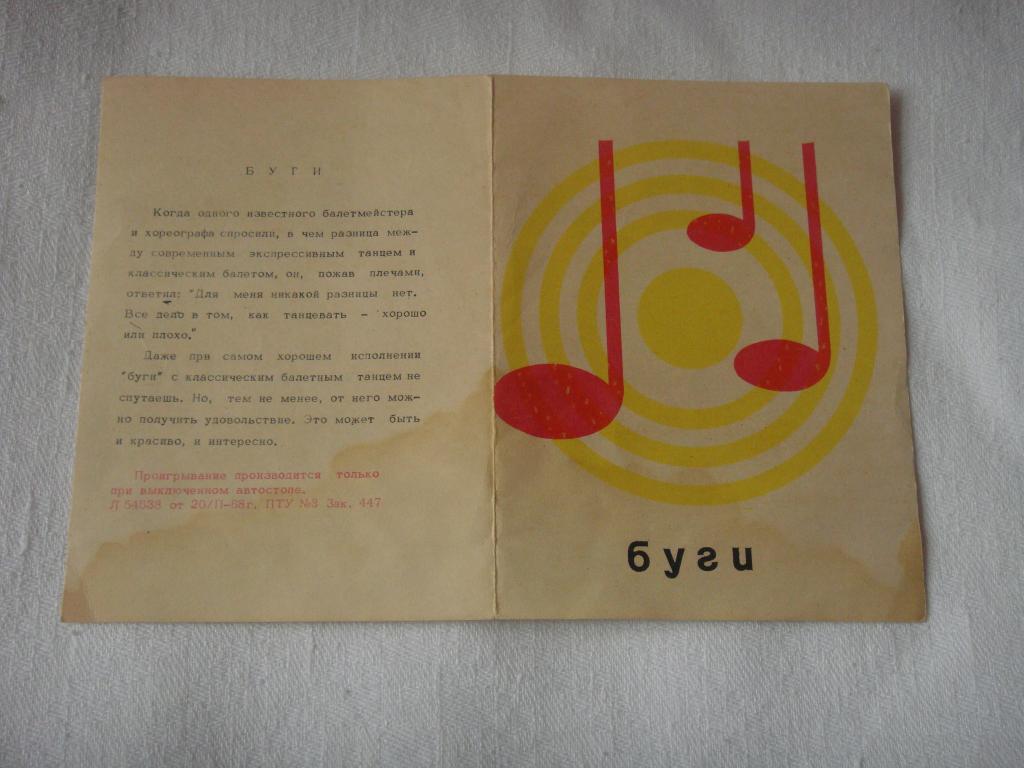 БУГИ
Когда одного известного балетмейстера
и хореографа спросили, в чем разница меж-
ду современным экспрессивным танцем и
классическим балетом, он, пожав плечами,
ответил: "Для меня никакой разницы нет.
Все дело в том, как танцевать - хорошо
или плохо."
Даже при самом хорошем исполнении
"буги" с классическим балетным танцем не
спутаешь. Но, тем не менее, от него мож-
но получить удовольствие. Это может быть
и красиво, и интересно.
Проигрывание производится только
при выключенном автостопе.
Л 54638 от 20/П-68г. ПТУ №3 Зак. 447
буги